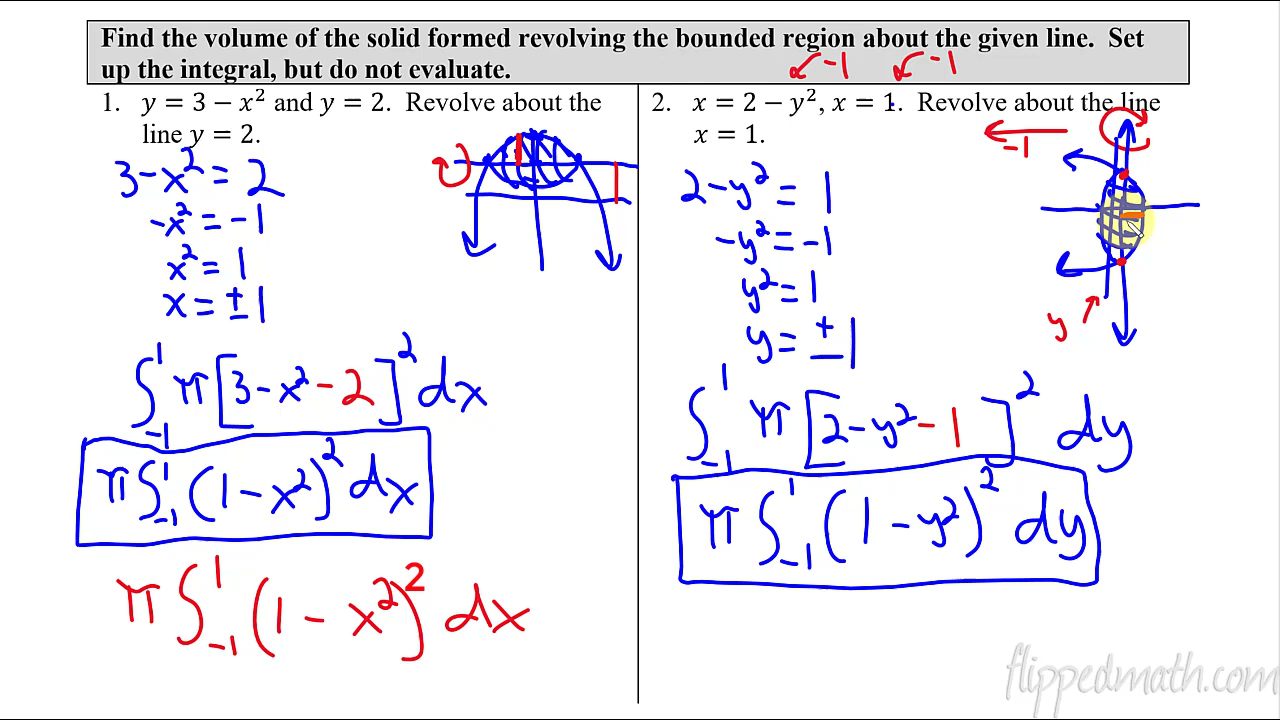 Find the volume of the solid formed revolving the bounded region about the given line. Set
up the integral, but do not evaluate.
-1
-1
1. y = 3 − x² and y = 2. Revolve about the
line y = 2.
3-x² = 2
-x² = -1
x² = 1
x = ±1
∫₋₁¹ π[3-x²-2]² dx
π∫₋₁¹ (1-x²)² dx
π∫₋₁¹ (1-x²)² dx
2. x = 2 − y², x = 1. Revolve about the line
x = 1.
-1
2-y² = 1
-y² = -1
y² = 1
y = ±1
y
∫₋₁¹ π[2-y²-1]² dy
π∫₋₁¹ (1-y²)² dy
flippedmath.com